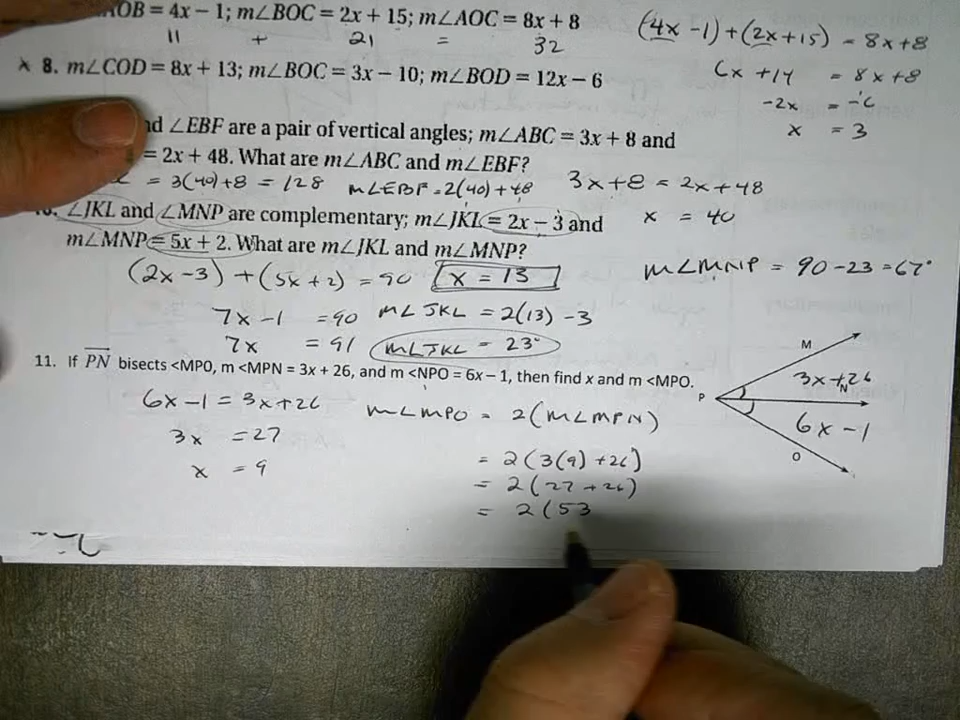 OB = 4x − 1; m∠BOC = 2x + 15; m∠AOC = 8x + 8
11 + 21 = 32
(4x − 1) + (2x + 15) = 8x + 8
6x + 14 = 8x + 8
−2x = −6
x = 3
8. m∠COD = 8x + 13; m∠BOC = 3x − 10; m∠BOD = 12x − 6
∠EBF are a pair of vertical angles; m∠ABC = 3x + 8 and
= 2x + 48. What are m∠ABC and m∠EBF?
= 3(40) + 8 = 128 m∠EBF = 2(40) + 48
3x + 8 = 2x + 48
x = 40
∠JKL and ∠MNP are complementary; m∠JKL = 2x − 3 and
m∠MNP = 5x + 2. What are m∠JKL and m∠MNP?
(2x − 3) + (5x + 2) = 90 x = 13
m∠MNP = 90 − 23 = 67°
7x − 1 = 90 m∠JKL = 2(13) − 3
7x = 91 m∠JKL = 23°
11. If PN bisects <MPO, m <MPN = 3x + 26, and m <NPO = 6x − 1, then find x and m <MPO.
6x − 1 = 3x + 26 m∠MPO = 2(m∠MPN)
3x = 27
x = 9
= 2(3(9) + 26)
= 2(27 + 26)
= 2(53
M
3x + 26
N
P
6x − 1
O